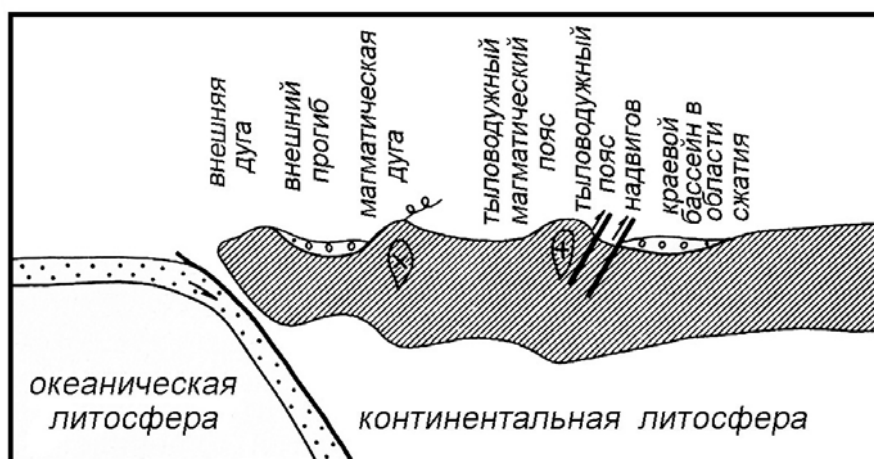 внешняя
дуга
внешний
прогиб
магматическая
дуга
тыловодужный
магматический
пояс
тыловодужный
пояс
надвигов
краевой
бассейн в
области
сжатия
океаническая
литосфера
континентальная литосфера